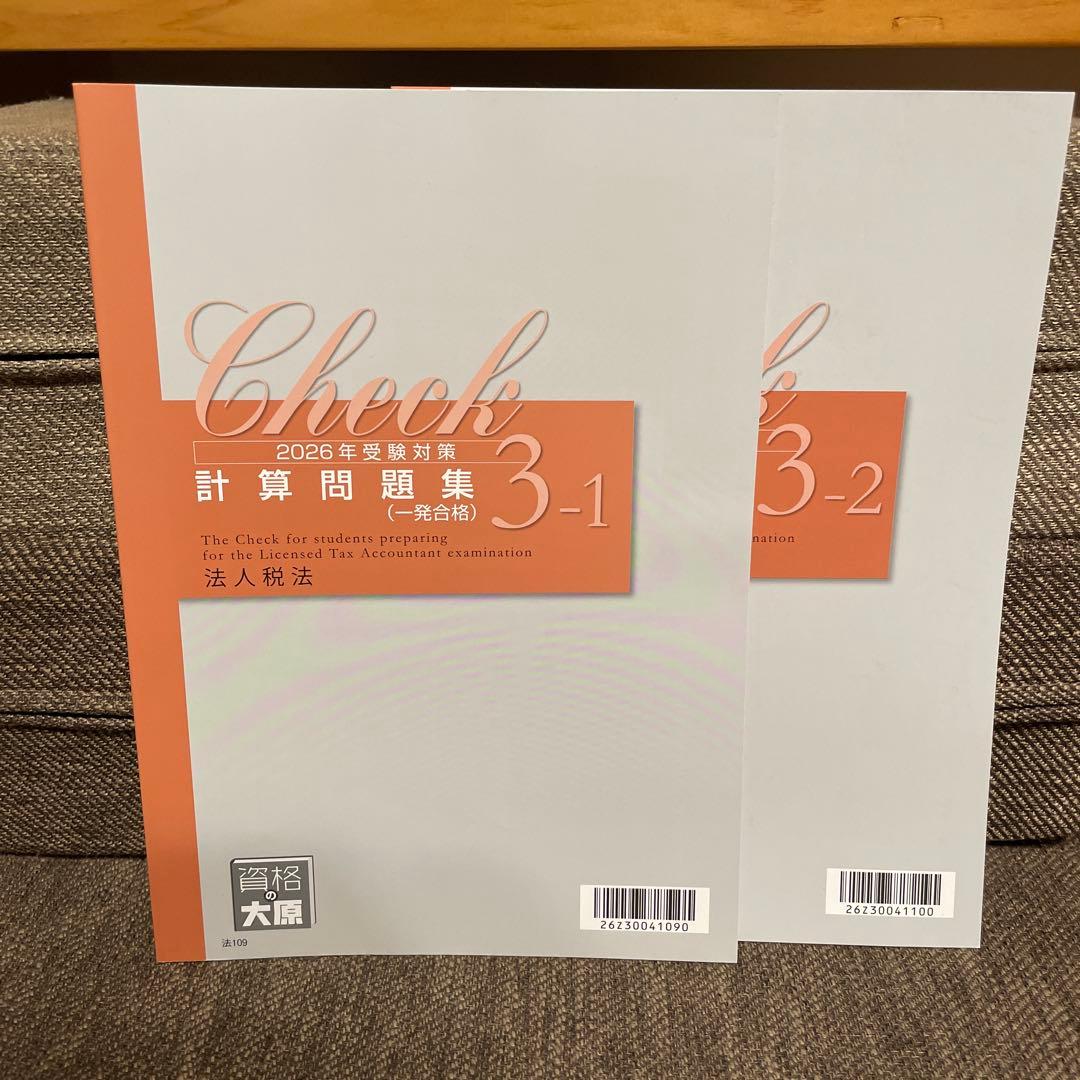 Check
2026年受験対策
計算問題集
(一発合格)
3-1
The Check for students preparing
for the Licensed Tax Accountant examination
法人税法
資格
の
大原
法109
26Z30041090
k
3-2
nation
26Z30041100